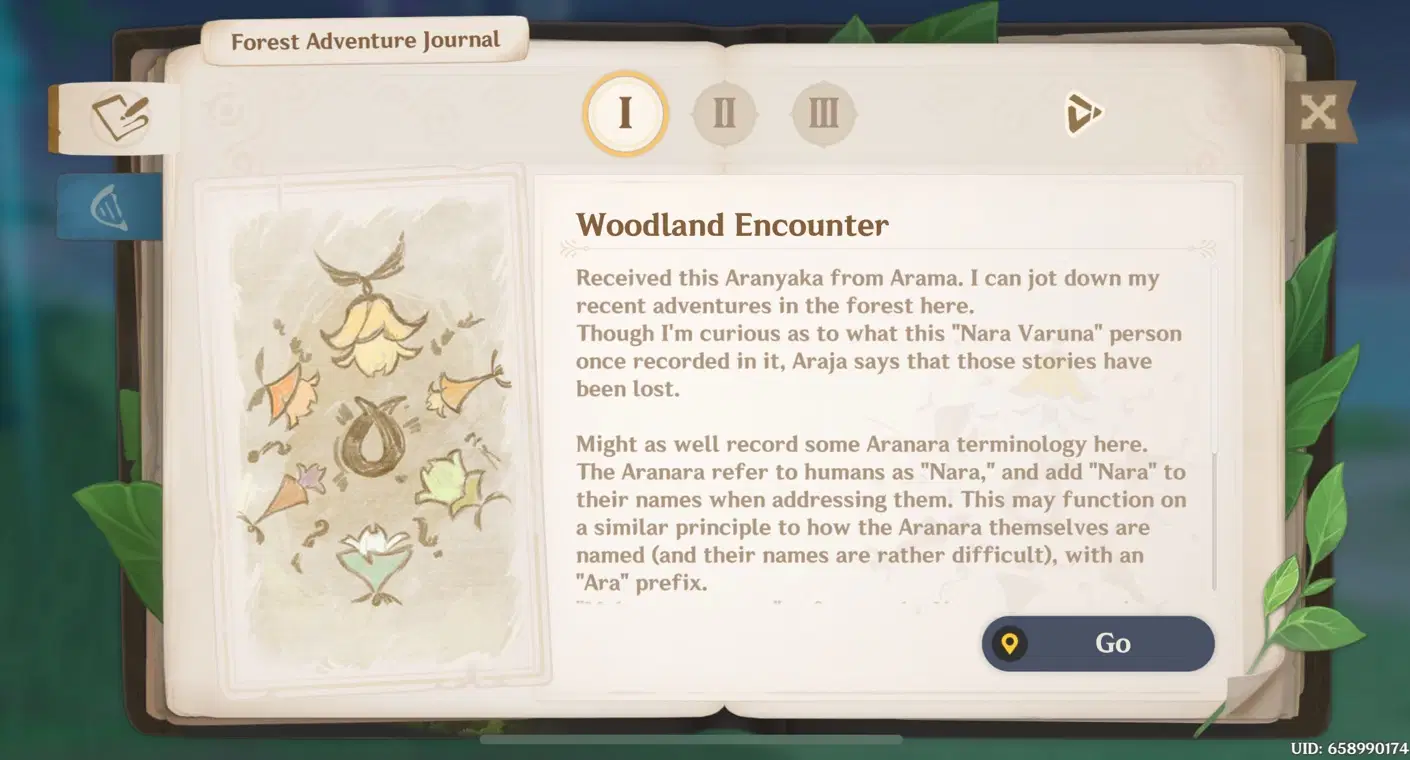 Forest Adventure Journal
I
II
III
Woodland Encounter
Received this Aranyaka from Arama. I can jot down my
recent adventures in the forest here.
Though I'm curious as to what this "Nara Varuna" person
once recorded in it, Araja says that those stories have
been lost.
Might as well record some Aranara terminology here.
The Aranara refer to humans as "Nara," and add "Nara" to
their names when addressing them. This may function on
a similar principle to how the Aranara themselves are
named (and their names are rather difficult), with an
"Ara" prefix.
Go
UID: 658990174